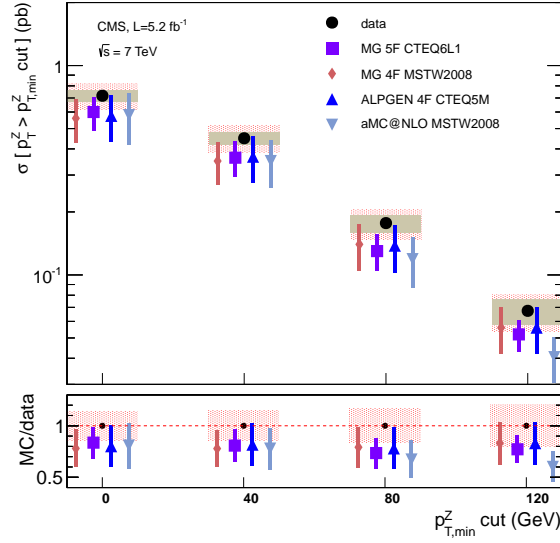 σ [ p_T^Z > p_{T,min}^Z cut ] (pb)
CMS, L=5.2 fb⁻¹
√s = 7 TeV
data
MG 5F CTEQ6L1
MG 4F MSTW2008
ALPGEN 4F CTEQ5M
aMC@NLO MSTW2008
1
10⁻¹
MC/data
1
0.5
0 40 80 120
p_{T,min}^Z cut (GeV)